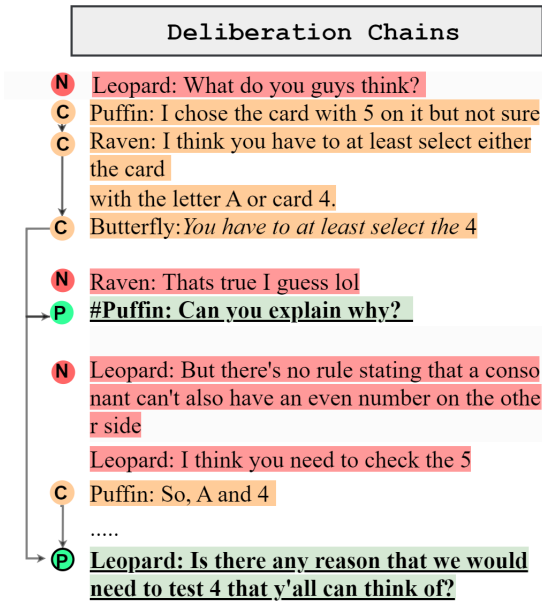 Deliberation Chains
N Leopard: What do you guys think?
C Puffin: I chose the card with 5 on it but not sure
C Raven: I think you have to at least select either
the card
with the letter A or card 4.
C Butterfly:You have to at least select the 4
N Raven: Thats true I guess lol
P #Puffin: Can you explain why?
N Leopard: But there's no rule stating that a conso
nant can't also have an even number on the othe
r side
Leopard: I think you need to check the 5
C Puffin: So, A and 4
.....
P Leopard: Is there any reason that we would
need to test 4 that y'all can think of?